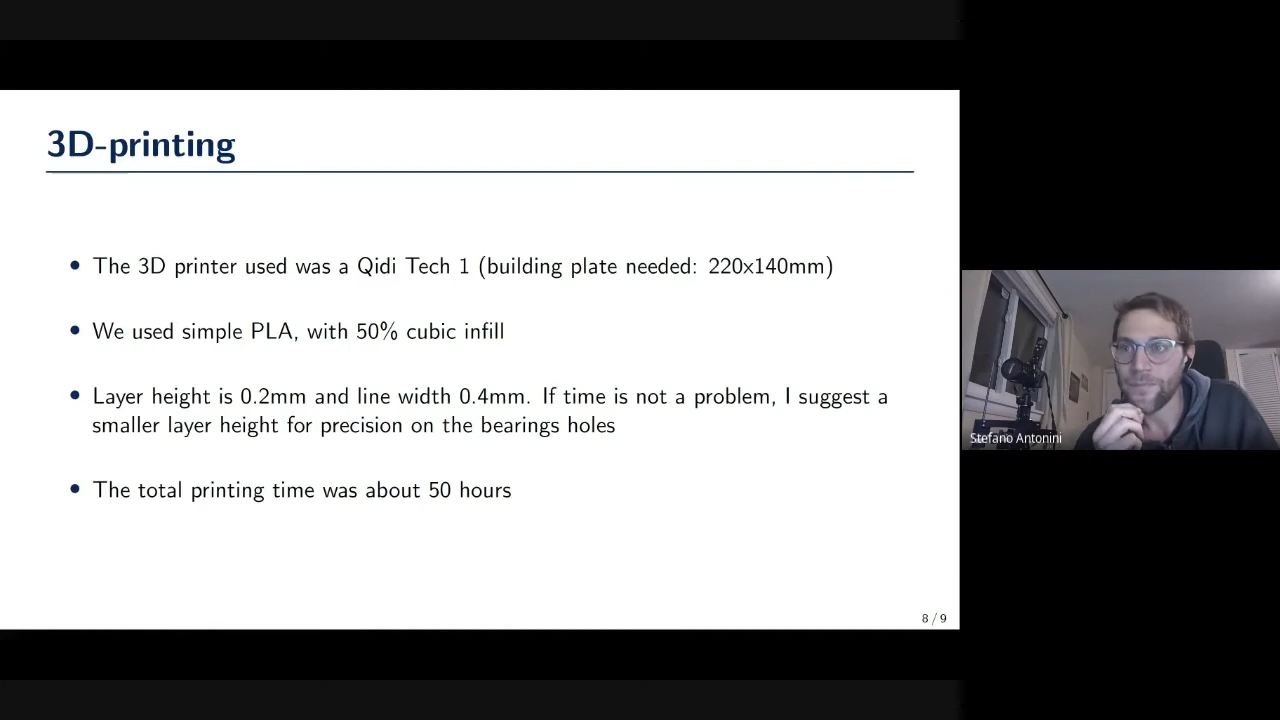 3D-printing
• The 3D printer used was a Qidi Tech 1 (building plate needed: 220x140mm)
• We used simple PLA, with 50% cubic infill
• Layer height is 0.2mm and line width 0.4mm. If time is not a problem, I suggest a
smaller layer height for precision on the bearings holes
• The total printing time was about 50 hours
8 / 9
Stefano Antonini